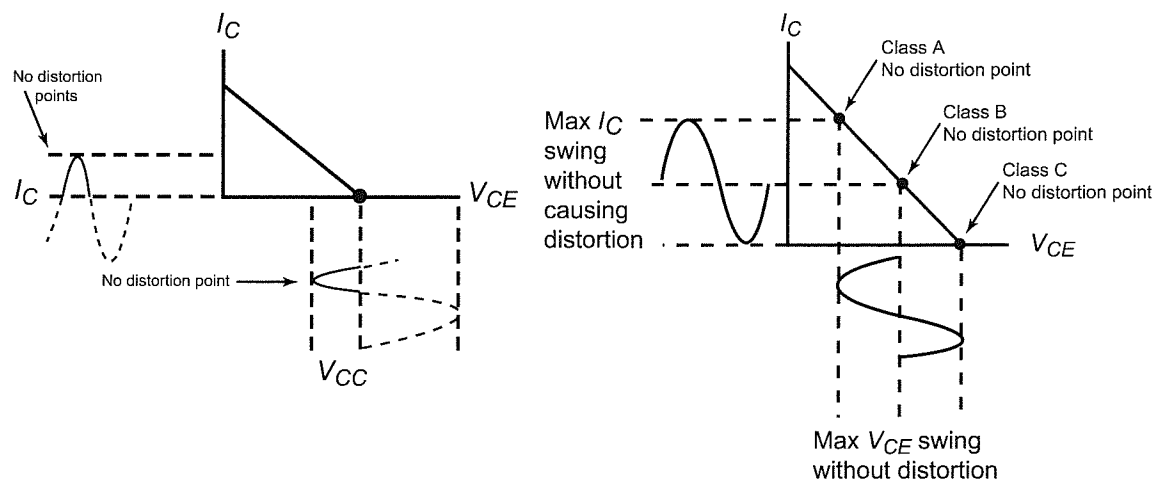 I_C
No distortion
points
I_C
V_CE
No distortion point
V_CC
I_C
Class A
No distortion point
Class B
No distortion point
Class C
No distortion point
Max I_C
swing
without
causing
distortion
V_CE
Max V_CE swing
without distortion